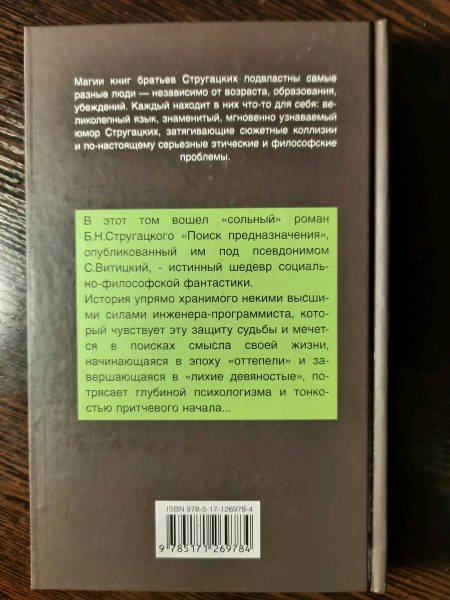 Магии книг братьев Стругацких подвластны самые
разные люди — независимо от возраста, образования,
убеждений. Каждый находит в них что-то для себя: ве-
ликолепный язык, знаменитый, мгновенно узнаваемый
юмор Стругацких, затягивающие сюжетные коллизии
и по-настоящему серьезные этические и философские
проблемы.
В этот том вошел «сольный» роман
Б.Н.Стругацкого «Поиск предназначения»,
опубликованный им под псевдонимом
С.Витицкий, - истинный шедевр социаль-
но-философской фантастики.
История упрямо хранимого некими высши-
ми силами инженера-программиста, ко-
торый чувствует эту защиту судьбы и мечет-
ся в поисках смысла своей жизни,
начинающаяся в эпоху «оттепели» и за-
вершающаяся в «лихие девяностые», по-
трясает глубиной психологизма и тонко-
стью притчевого начала...
ISBN 978-5-17-126978-4
9 785171 269784